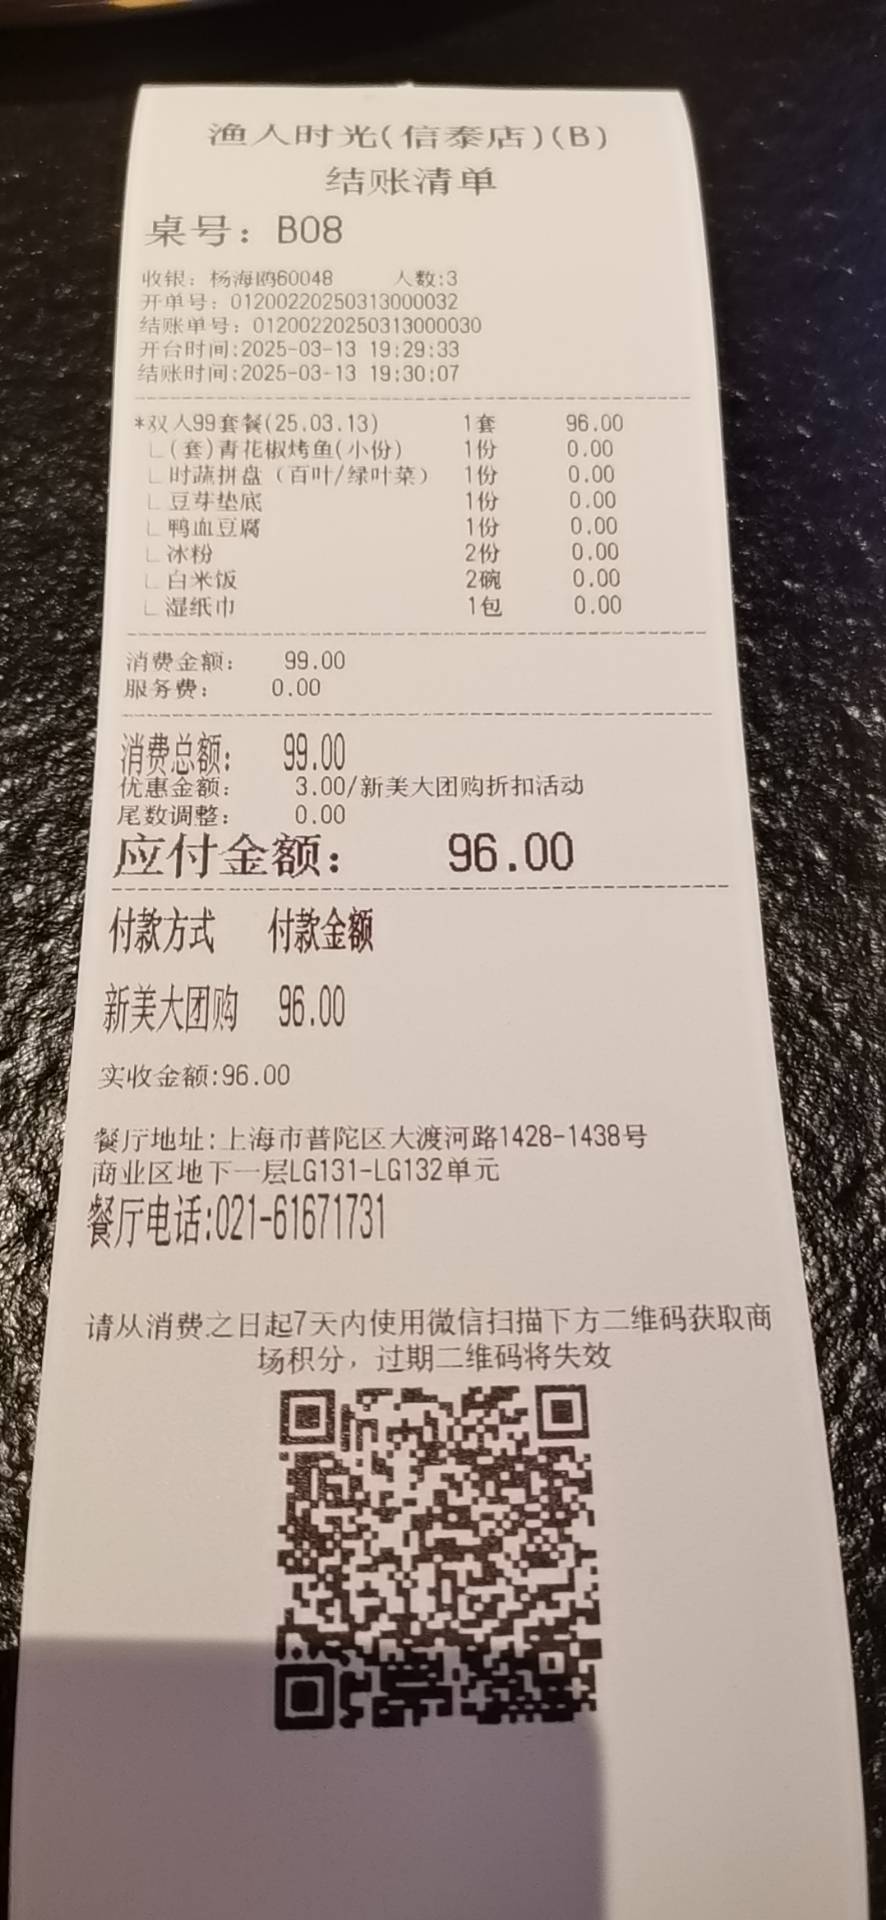 渔人时光(信泰店)(B)
结账清单
桌号：B08
收银：杨海鸥60048 人数:3
开单号：01200220250313000032
结账单号：01200220250313000030
开台时间:2025-03-13 19:29:33
结账时间:2025-03-13 19:30:07
*双人99套餐(25.03.13) 1套 96.00
└(套)青花椒烤鱼(小份) 1份 0.00
└时蔬拼盘（百叶/绿叶菜） 1份 0.00
└豆芽垫底 1份 0.00
└鸭血豆腐 1份 0.00
└冰粉 2份 0.00
└白米饭 2碗 0.00
└湿纸巾 1包 0.00
消费金额： 99.00
服务费： 0.00
消费总额： 99.00
优惠金额： 3.00/新美大团购折扣活动
尾数调整： 0.00
应付金额： 96.00
付款方式 付款金额
新美大团购 96.00
实收金额:96.00
餐厅地址:上海市普陀区大渡河路1428-1438号
商业区地下一层LG131-LG132单元
餐厅电话:021-61671731
请从消费之日起7天内使用微信扫描下方二维码获取商
场积分，过期二维码将失效